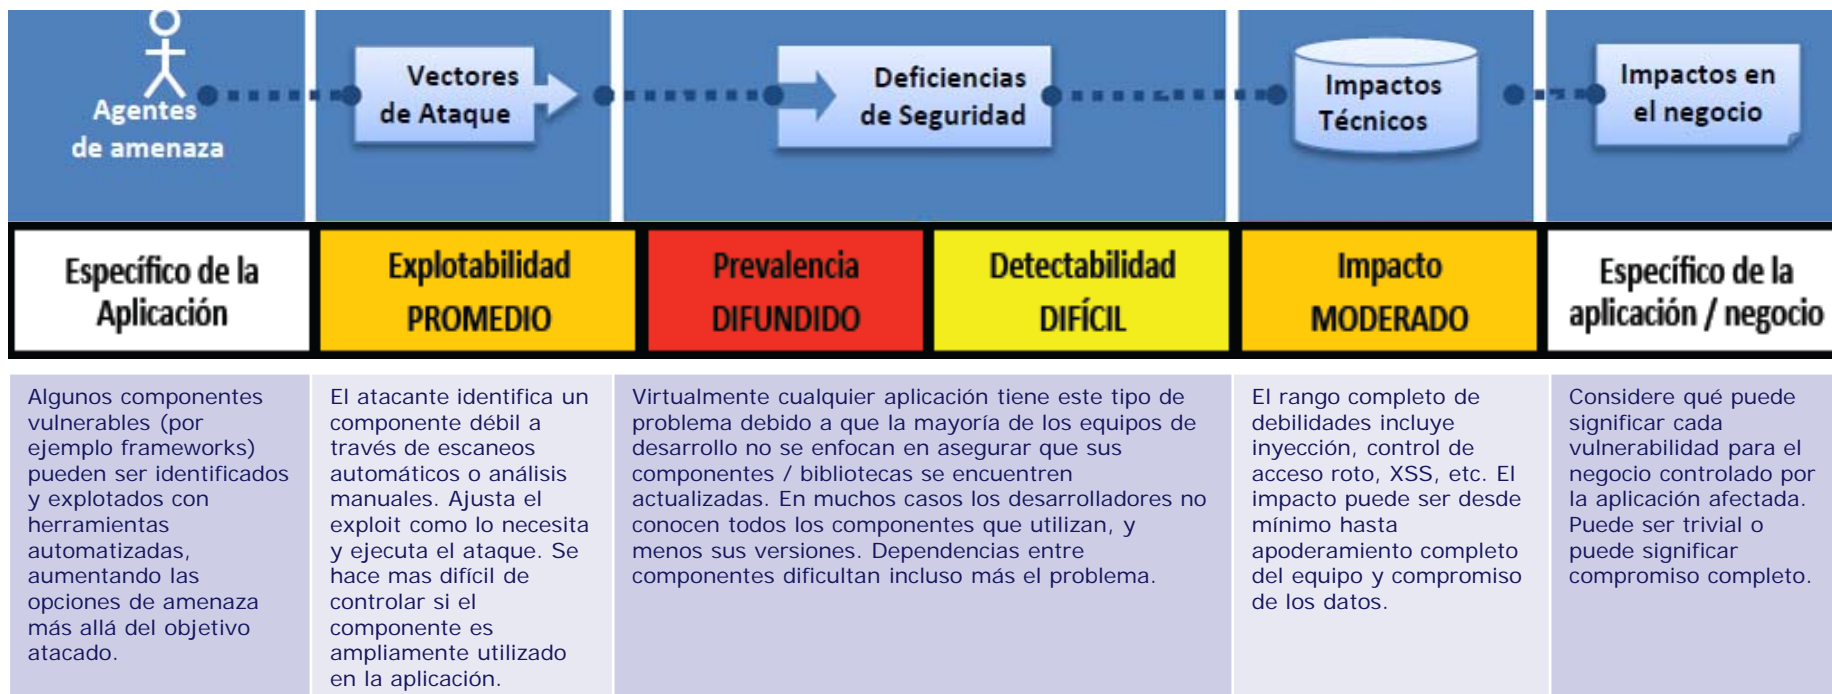 Agentes
de amenaza
Vectores
de Ataque
Deficiencias
de Seguridad
Impactos
Técnicos
Impactos en
el negocio
Específico de la
Aplicación
Explotabilidad
PROMEDIO
Prevalencia
DIFUNDIDO
Detectabilidad
DIFÍCIL
Impacto
MODERADO
Específico de la
aplicación / negocio
Algunos componentes
vulnerables (por
ejemplo frameworks)
pueden ser identificados
y explotados con
herramientas
automatizadas,
aumentando las
opciones de amenaza
más allá del objetivo
atacado.
El atacante identifica un
componente débil a
través de escaneos
automáticos o análisis
manuales. Ajusta el
exploit como lo necesita
y ejecuta el ataque. Se
hace mas difícil de
controlar si el
componente es
ampliamente utilizado
en la aplicación.
Virtualmente cualquier aplicación tiene este tipo de
problema debido a que la mayoría de los equipos de
desarrollo no se enfocan en asegurar que sus
componentes / bibliotecas se encuentren
actualizadas. En muchos casos los desarrolladores no
conocen todos los componentes que utilizan, y
menos sus versiones. Dependencias entre
componentes dificultan incluso más el problema.
El rango completo de
debilidades incluye
inyección, control de
acceso roto, XSS, etc. El
impacto puede ser desde
mínimo hasta
apoderamiento completo
del equipo y compromiso
de los datos.
Considere qué puede
significar cada
vulnerabilidad para el
negocio controlado por
la aplicación afectada.
Puede ser trivial o
puede significar
compromiso completo.